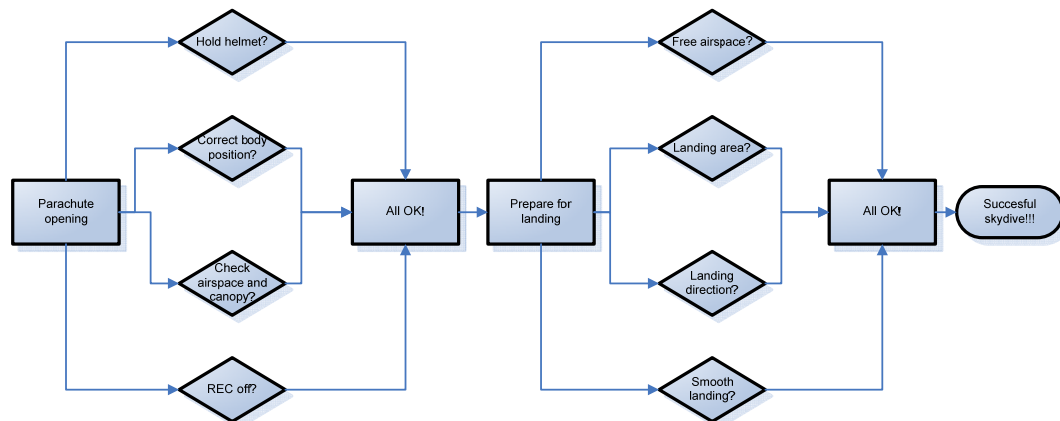 Hold helmet?
Correct body
position?
Parachute
opening
Check
airspace and
canopy?
REC off?
All OK!
Prepare for
landing
Free airspace?
Landing area?
Landing
direction?
Smooth
landing?
All OK!
Succesful
skydive!!!